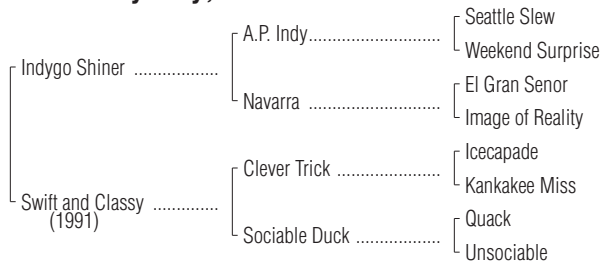 Seattle Slew
A.P. Indy..............................
Weekend Surprise
Indygo Shiner ...................
El Gran Senor
Navarra ..............................
Image of Reality
Icecapade
Clever Trick ........................
Kankakee Miss
Swift and Classy ...............
(1991)
Quack
Sociable Duck ...................
Unsociable